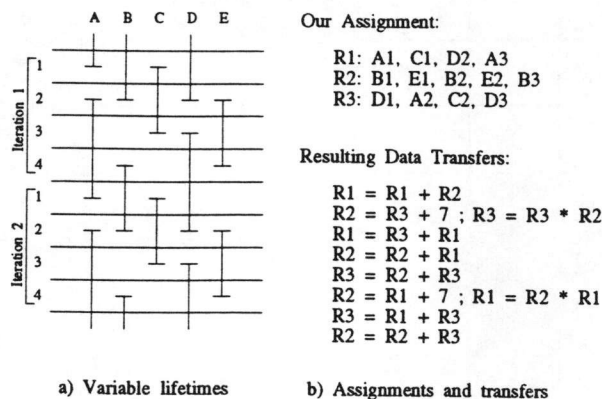 A B C D E
Iteration 1
1
2
3
4
Iteration 2
1
2
3
4
a) Variable lifetimes
Our Assignment:
R1: A1, C1, D2, A3
R2: B1, E1, B2, E2, B3
R3: D1, A2, C2, D3
Resulting Data Transfers:
R1 = R1 + R2
R2 = R3 + 7 ; R3 = R3 * R2
R1 = R3 + R1
R2 = R2 + R1
R3 = R2 + R3
R2 = R1 + 7 ; R1 = R2 * R1
R3 = R1 + R3
R2 = R2 + R3
b) Assignments and transfers